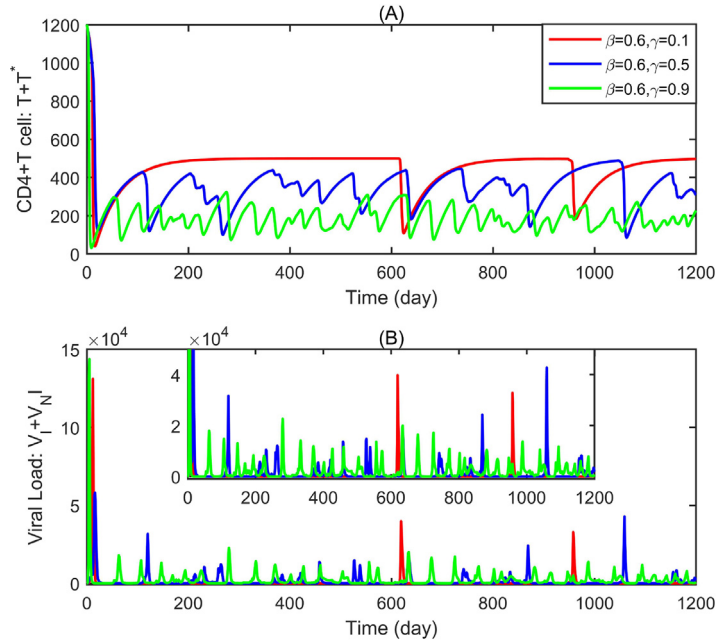 (A)
1200
1000
800
600
400
200
0
CD4+T cell: T+T*
β=0.6,γ=0.1
β=0.6,γ=0.5
β=0.6,γ=0.9
0 200 400 600 800 1000 1200
Time (day)
(B)
×10⁴
15
10
5
0
Viral Load: V_I+V_NI
×10⁴
4
2
0
0 200 400 600 800 1000 1200
0 200 400 600 800 1000 1200
Time (day)